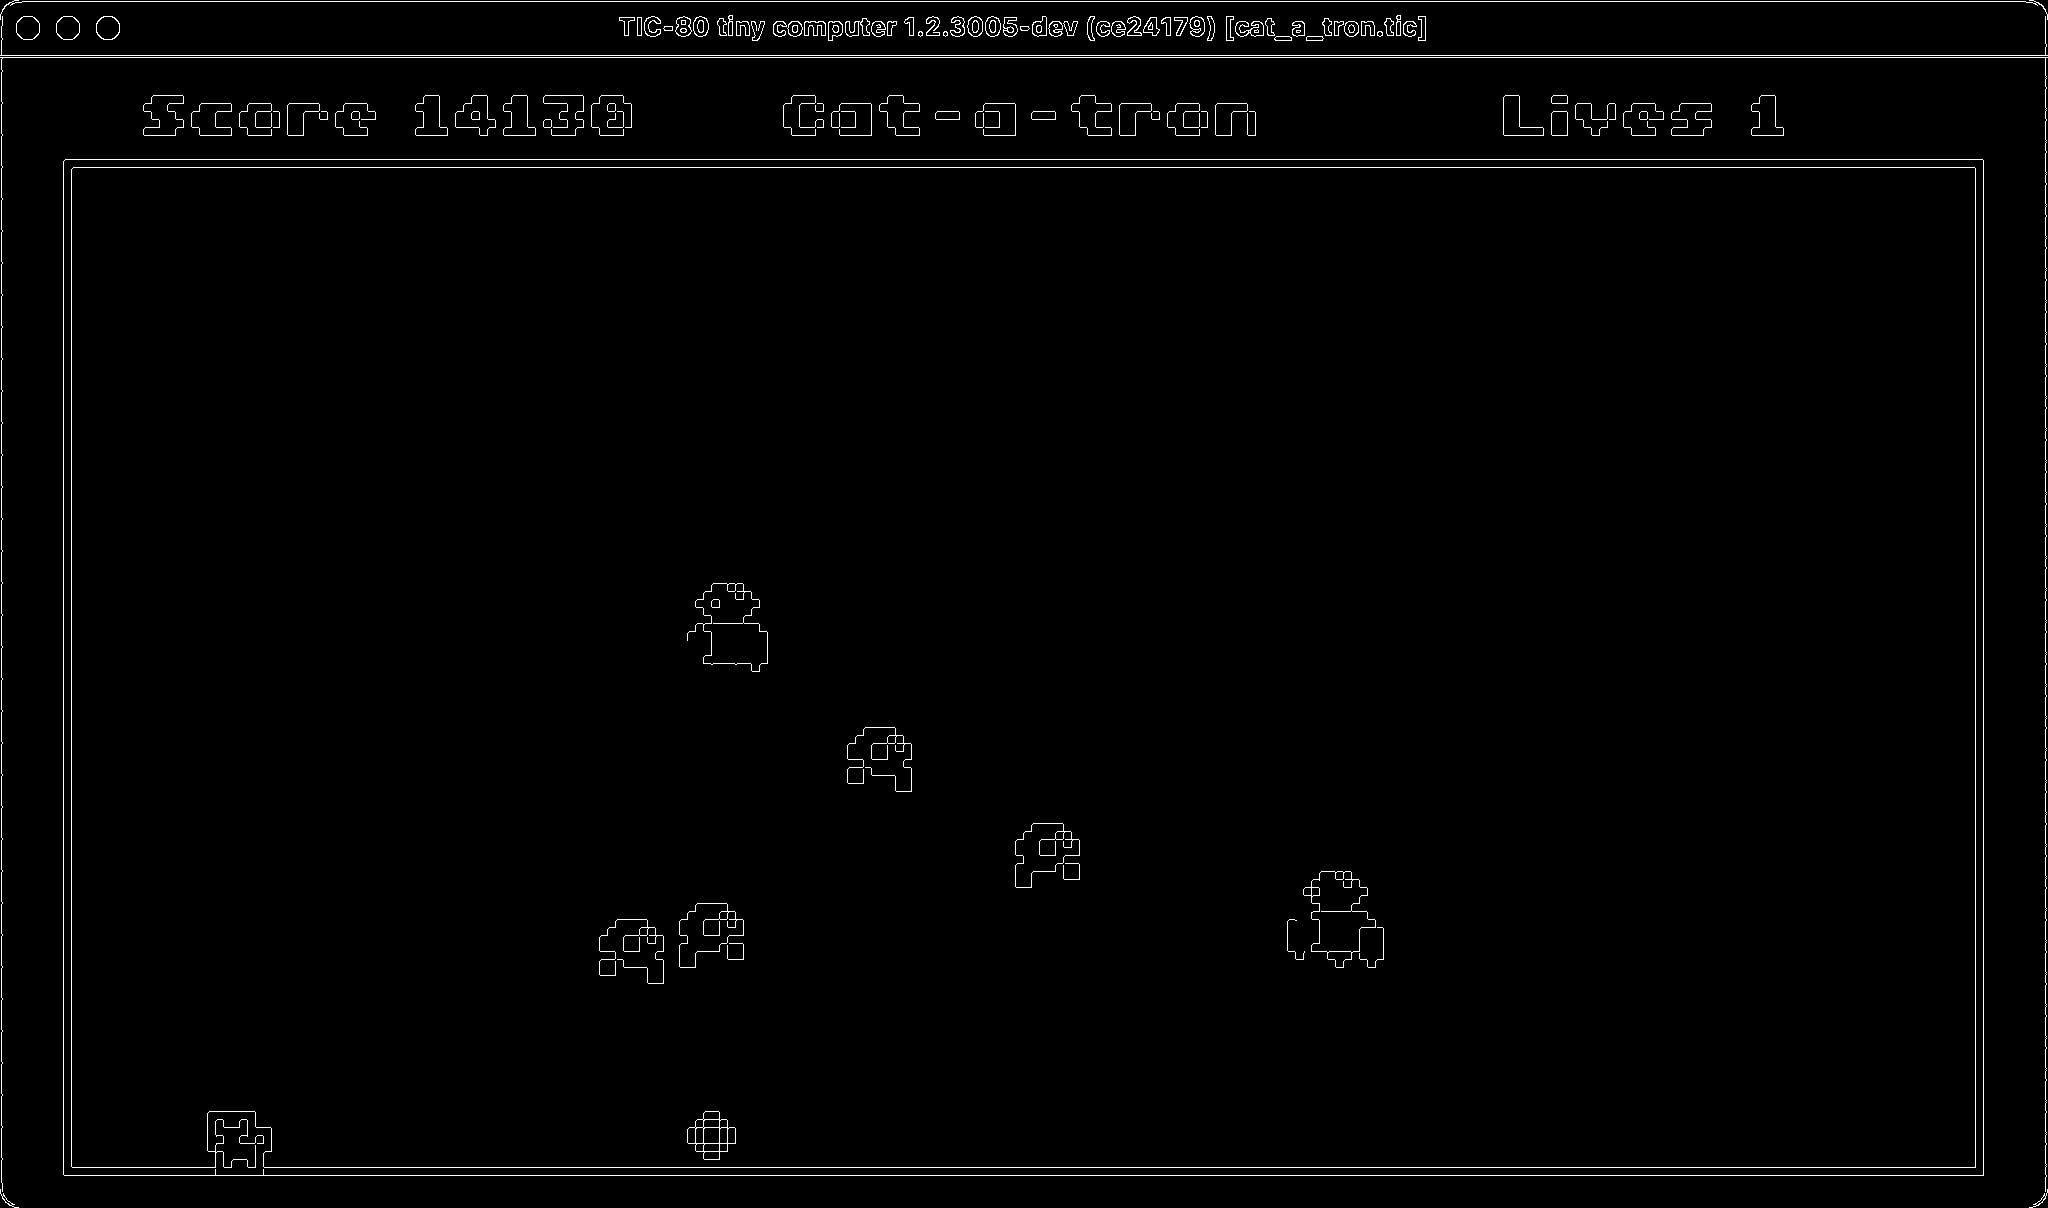 TIC-80 tiny computer 1.2.3005-dev (ce24179) [cat_a_tron.tic]
Score 14130 Cat-a-tron Lives 1